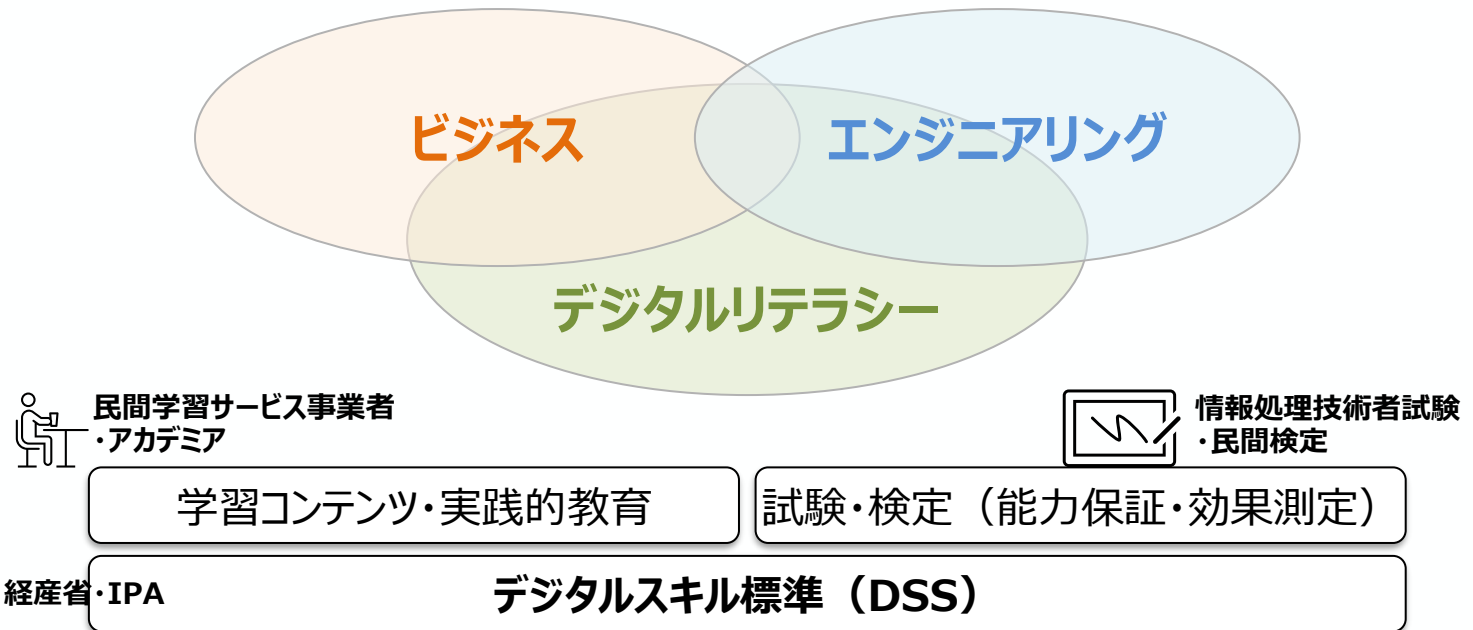 ビジネス
エンジニアリング
デジタルリテラシー
民間学習サービス事業者
・アカデミア
情報処理技術者試験
・民間検定
学習コンテンツ・実践的教育
試験・検定（能力保証・効果測定）
経産省・IPA
デジタルスキル標準（DSS）